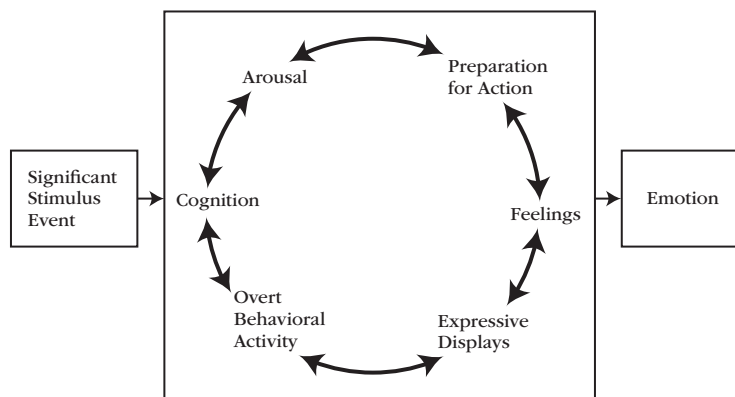 Arousal
Preparation
for Action
Significant
Stimulus
Event
Cognition
Feelings
Emotion
Overt
Behavioral
Activity
Expressive
Displays